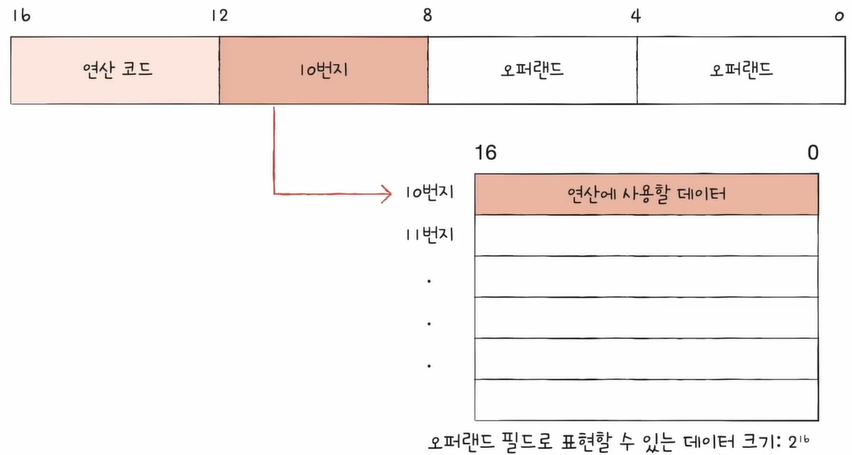 16 12 8 4 0
연산 코드 10번지 오퍼랜드 오퍼랜드
16 0
10번지 연산에 사용할 데이터
11번지
.
.
.
오퍼랜드 필드로 표현할 수 있는 데이터 크기: 2¹⁶